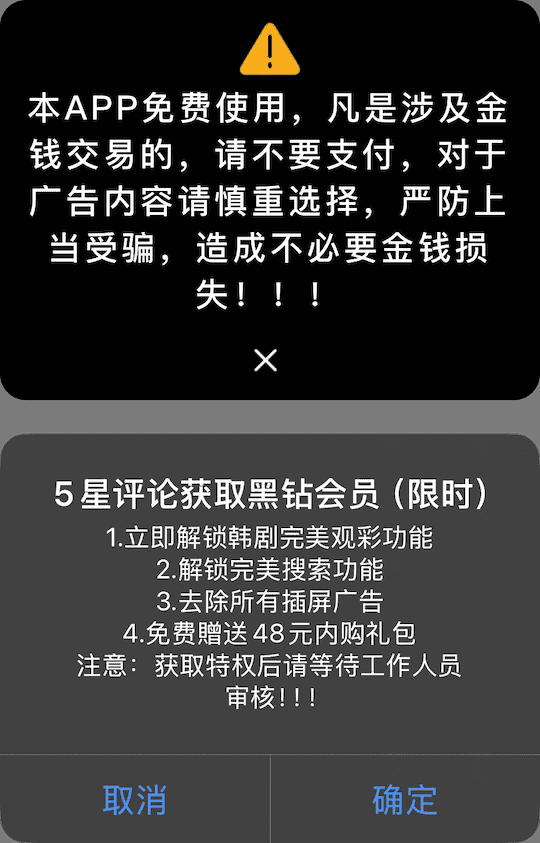 本APP免费使用，凡是涉及金
钱交易的，请不要支付，对于
广告内容请慎重选择，严防上
当受骗，造成不必要金钱损
失！！！
5星评论获取黑钻会员（限时）
1.立即解锁韩剧完美观彩功能
2.解锁完美搜索功能
3.去除所有插屏广告
4.免费赠送48元内购礼包
注意：获取特权后请等待工作人员
审核！！！
取消
确定